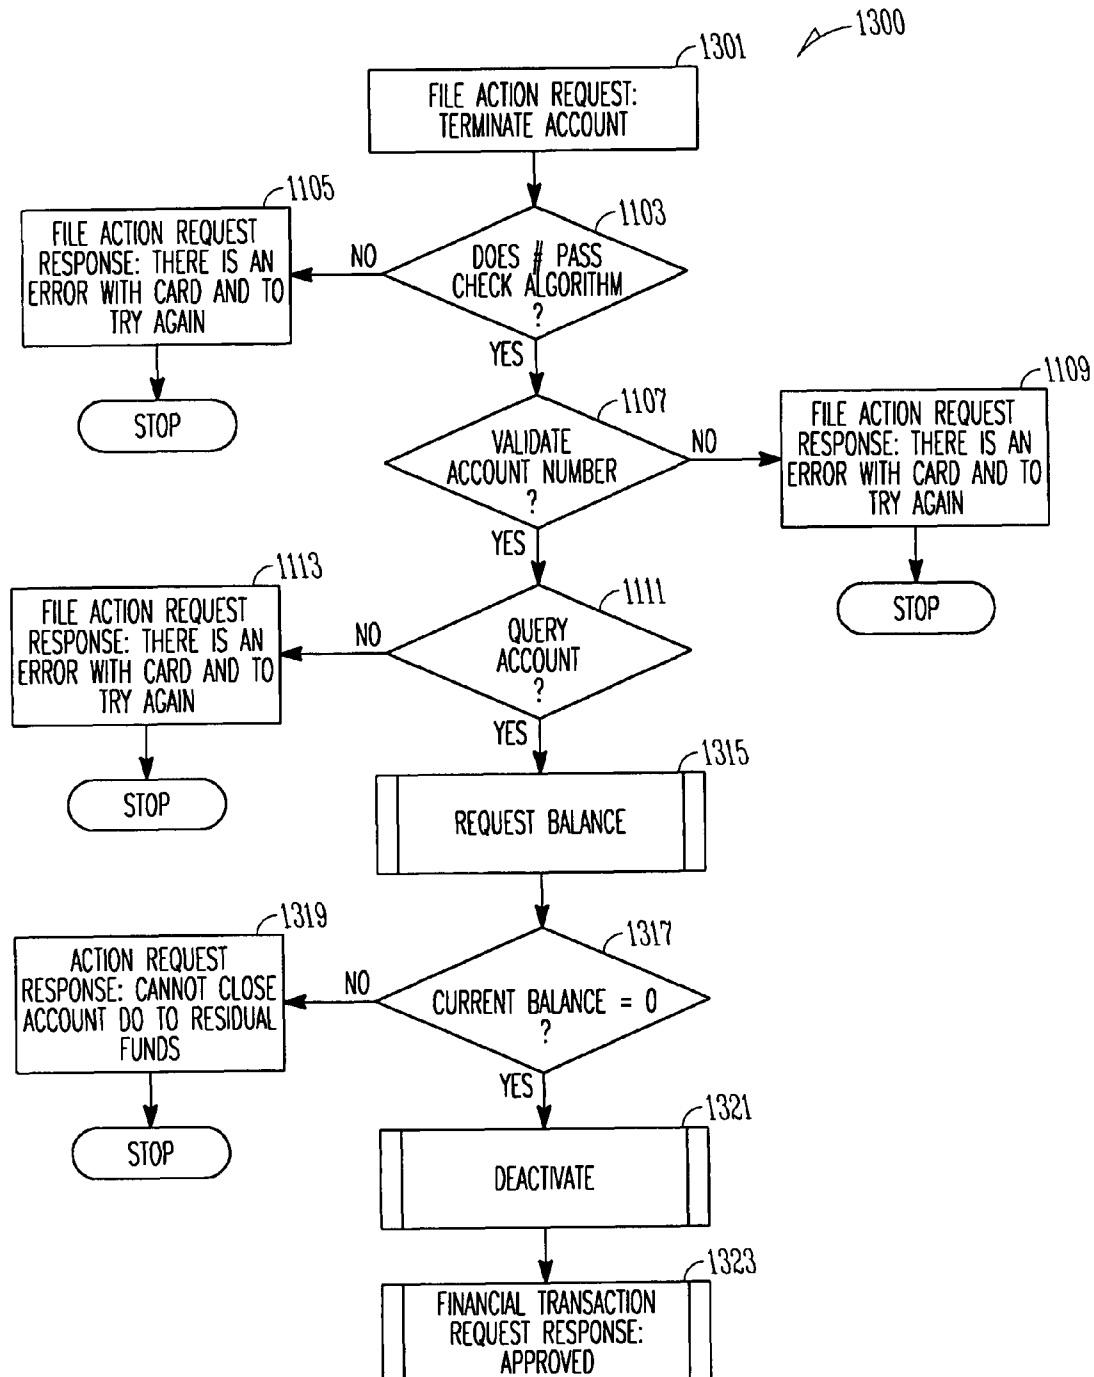 1300
1301
FILE ACTION REQUEST:
TERMINATE ACCOUNT
1105
FILE ACTION REQUEST
RESPONSE: THERE IS AN
ERROR WITH CARD AND TO
TRY AGAIN
STOP
NO
1103
DOES # PASS
CHECK ALGORITHM
?
YES
1107
VALIDATE
ACCOUNT NUMBER
?
NO
1109
FILE ACTION REQUEST
RESPONSE: THERE IS AN
ERROR WITH CARD AND TO
TRY AGAIN
STOP
YES
1113
FILE ACTION REQUEST
RESPONSE: THERE IS AN
ERROR WITH CARD AND TO
TRY AGAIN
STOP
NO
1111
QUERY
ACCOUNT
?
YES
1315
REQUEST BALANCE
1319
ACTION REQUEST
RESPONSE: CANNOT CLOSE
ACCOUNT DO TO RESIDUAL
FUNDS
STOP
NO
1317
CURRENT BALANCE = 0
?
YES
1321
DEACTIVATE
1323
FINANCIAL TRANSACTION
REQUEST RESPONSE:
APPROVED